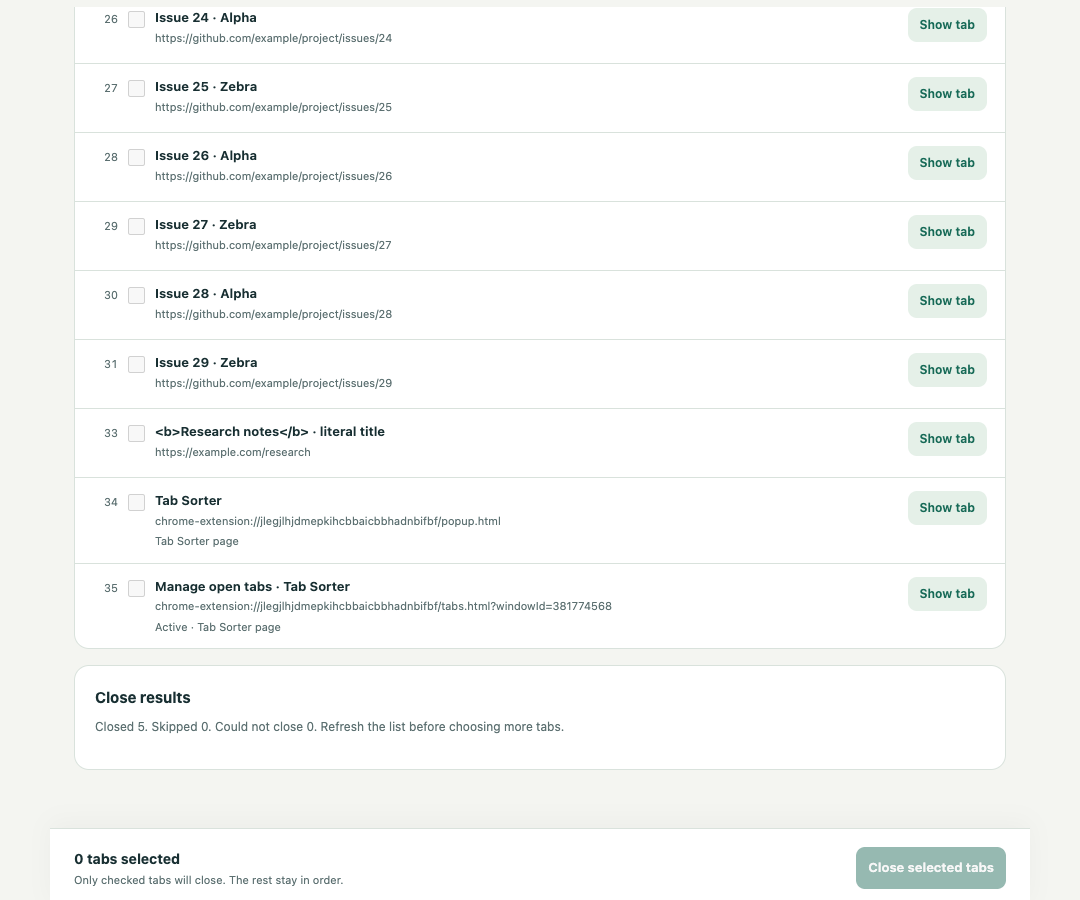 26
Issue 24 · Alpha
https://github.com/example/project/issues/24
Show tab
27
Issue 25 · Zebra
https://github.com/example/project/issues/25
Show tab
28
Issue 26 · Alpha
https://github.com/example/project/issues/26
Show tab
29
Issue 27 · Zebra
https://github.com/example/project/issues/27
Show tab
30
Issue 28 · Alpha
https://github.com/example/project/issues/28
Show tab
31
Issue 29 · Zebra
https://github.com/example/project/issues/29
Show tab
33
<b>Research notes</b> · literal title
https://example.com/research
Show tab
34
Tab Sorter
chrome-extension://jlegjlhjdmepkihcbbaicbbhadnbifbf/popup.html
Tab Sorter page
Show tab
35
Manage open tabs · Tab Sorter
chrome-extension://jlegjlhjdmepkihcbbaicbbhadnbifbf/tabs.html?windowId=381774568
Active · Tab Sorter page
Show tab
Close results
Closed 5. Skipped 0. Could not close 0. Refresh the list before choosing more tabs.
0 tabs selected
Only checked tabs will close. The rest stay in order.
Close selected tabs